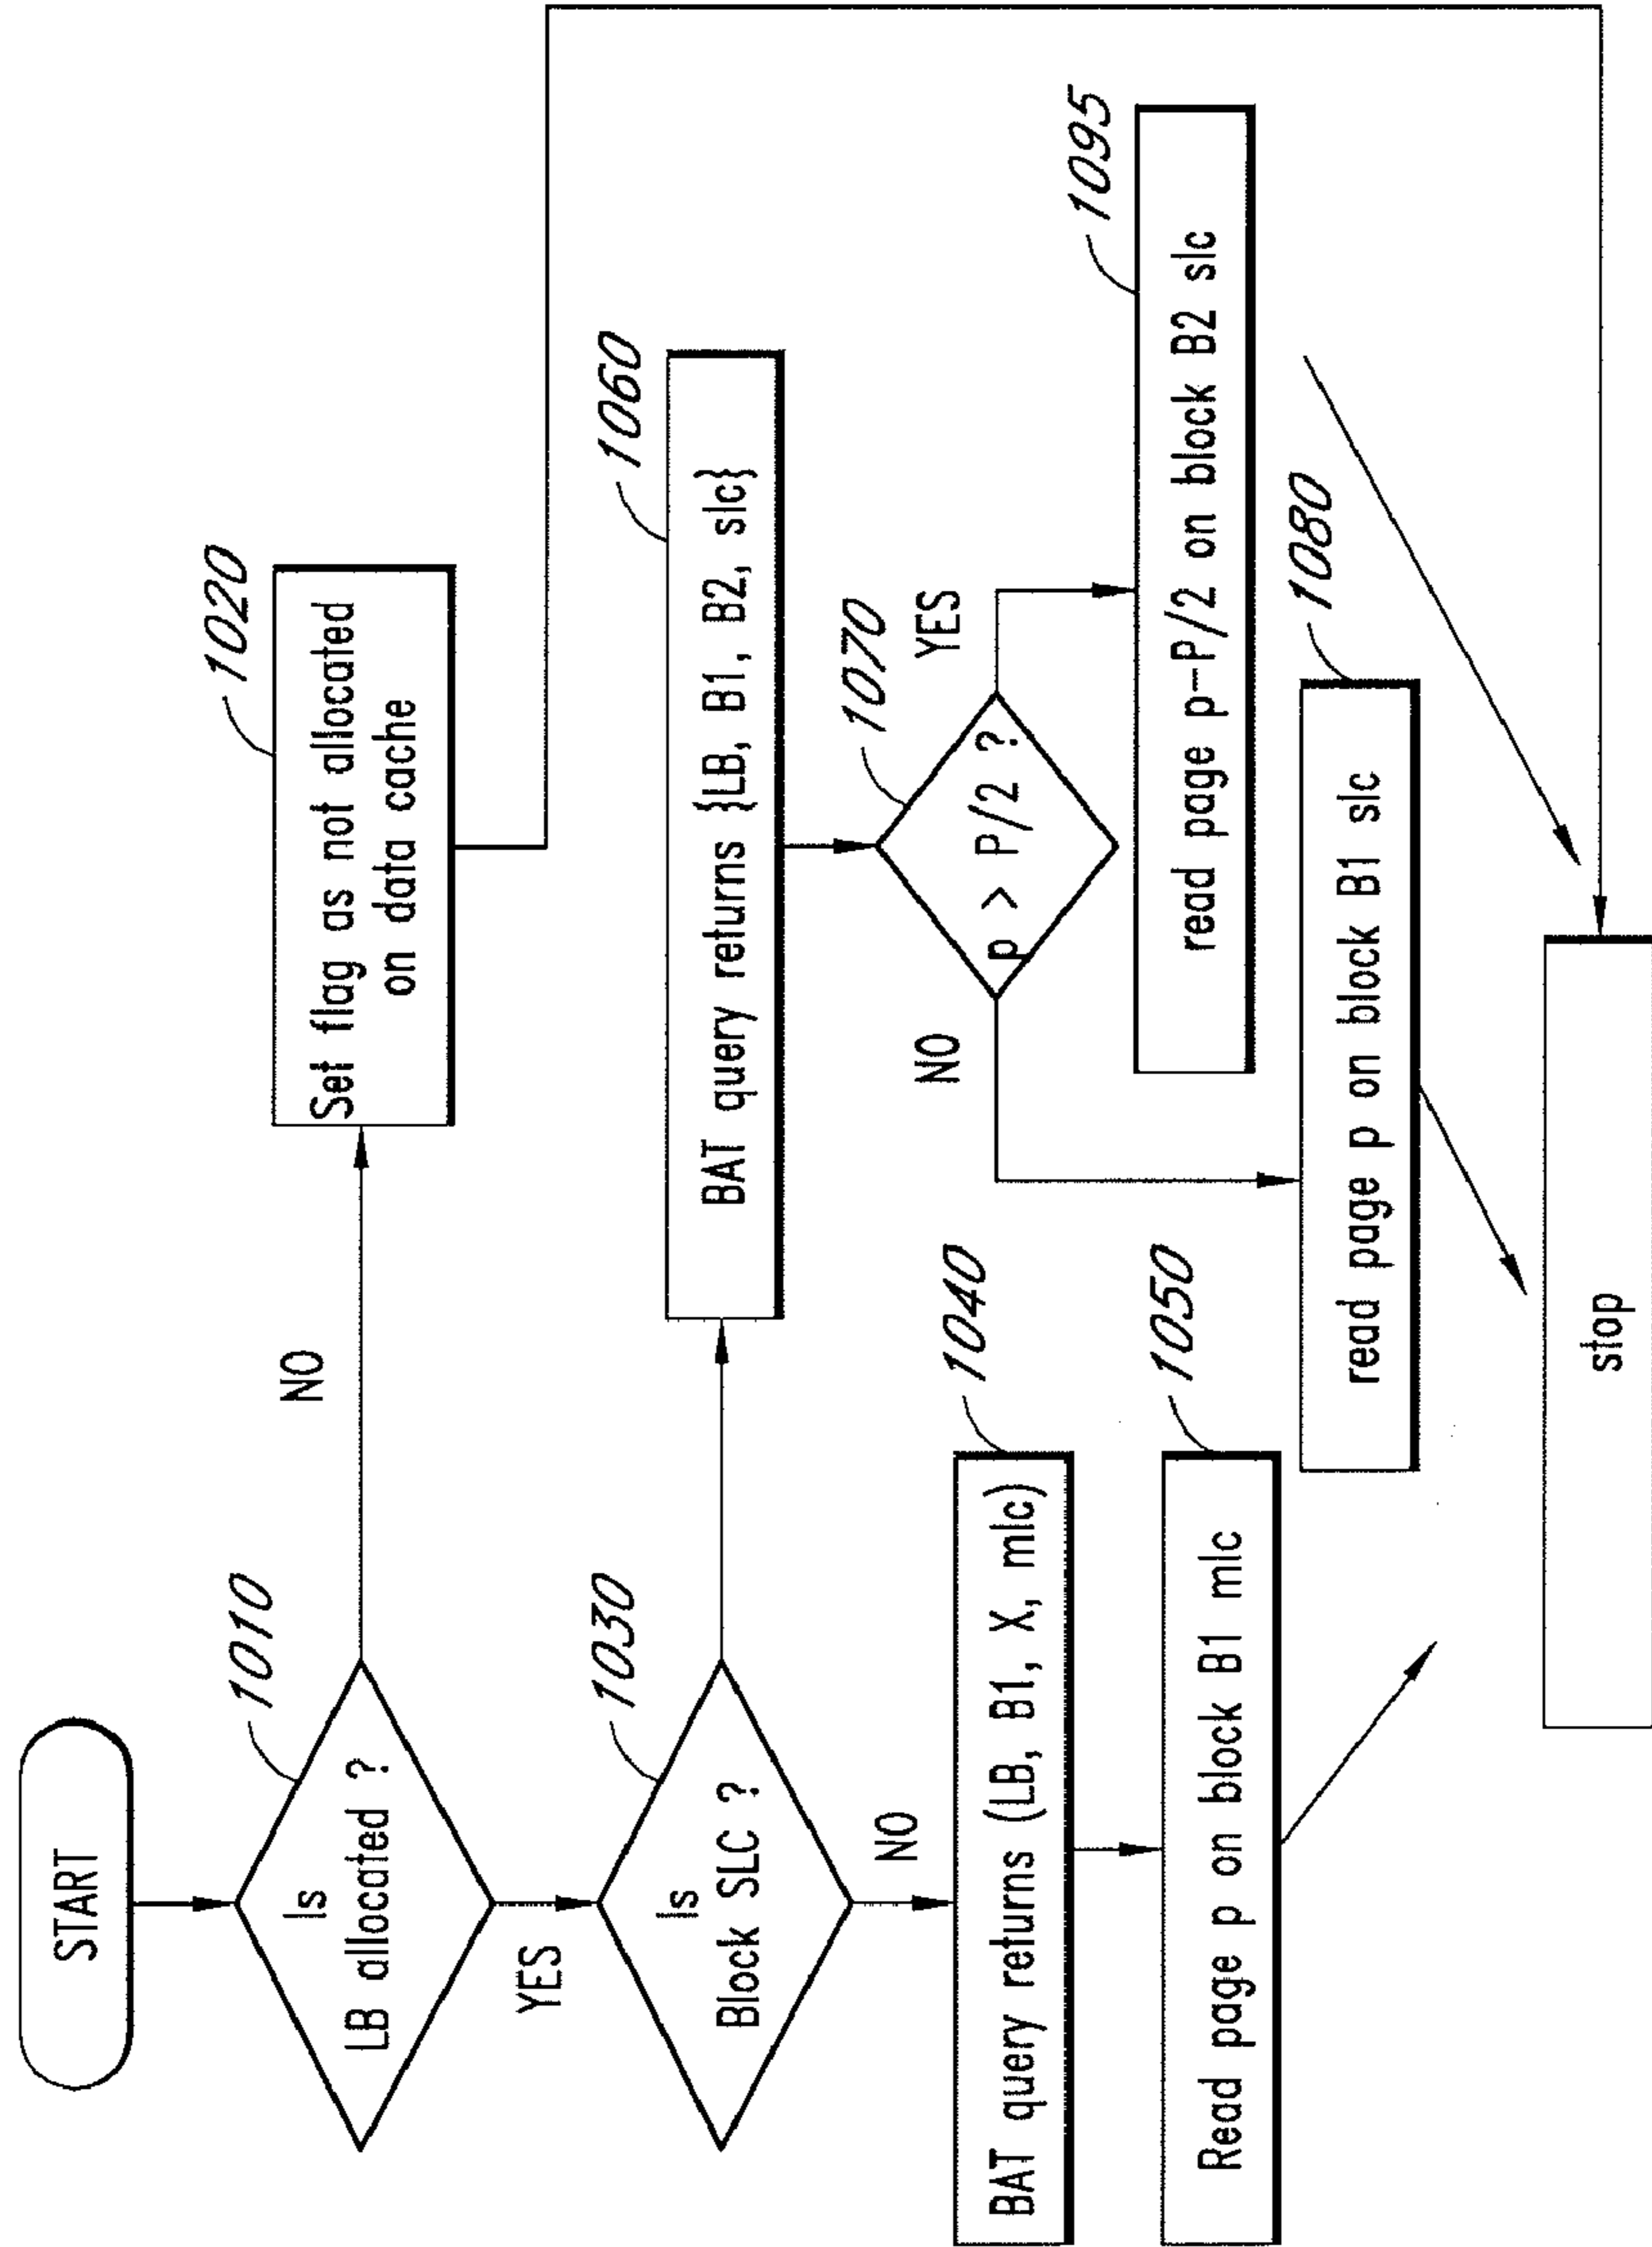 START
1010
Is
LB allocated ?
NO
1020
Set flag as not allocated
on data cache
YES
1030
Is
Block SLC ?
1060
BAT query returns {LB, B1, B2, slc}
NO
1040
BAT query returns (LB, B1, X, mlc)
1050
Read page p on block B1 mlc
1070
p > P/2 ?
NO
YES
1095
read page p-P/2 on block B2 slc
1080
read page p on block B1 slc
stop